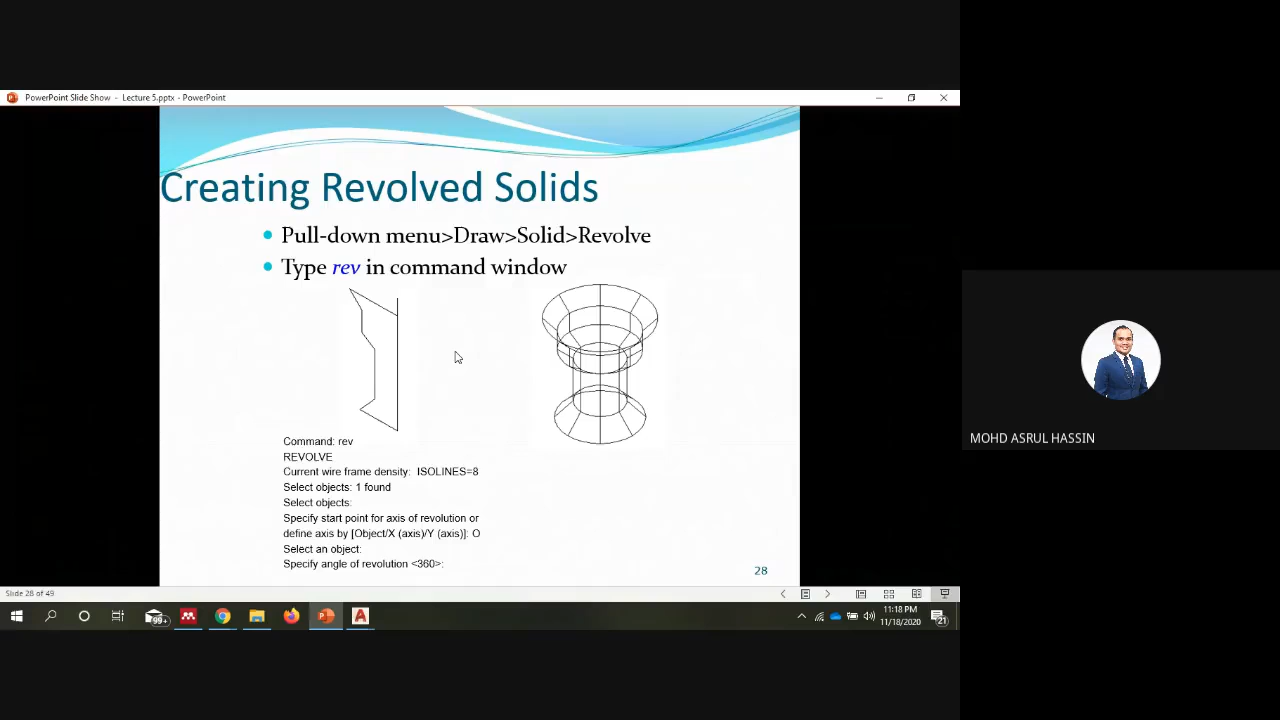 PowerPoint Slide Show - Lecture 5.pptx - PowerPoint
Creating Revolved Solids
Pull-down menu>Draw>Solid>Revolve
Type rev in command window
Command: rev
REVOLVE
Current wire frame density: ISOLINES=8
Select objects: 1 found
Select objects:
Specify start point for axis of revolution or
define axis by [Object/X (axis)/Y (axis)]: O
Select an object:
Specify angle of revolution <360>:
28
MOHD ASRUL HASSIN
Slide 28 of 49
99+
11:18 PM
11/18/2020
21